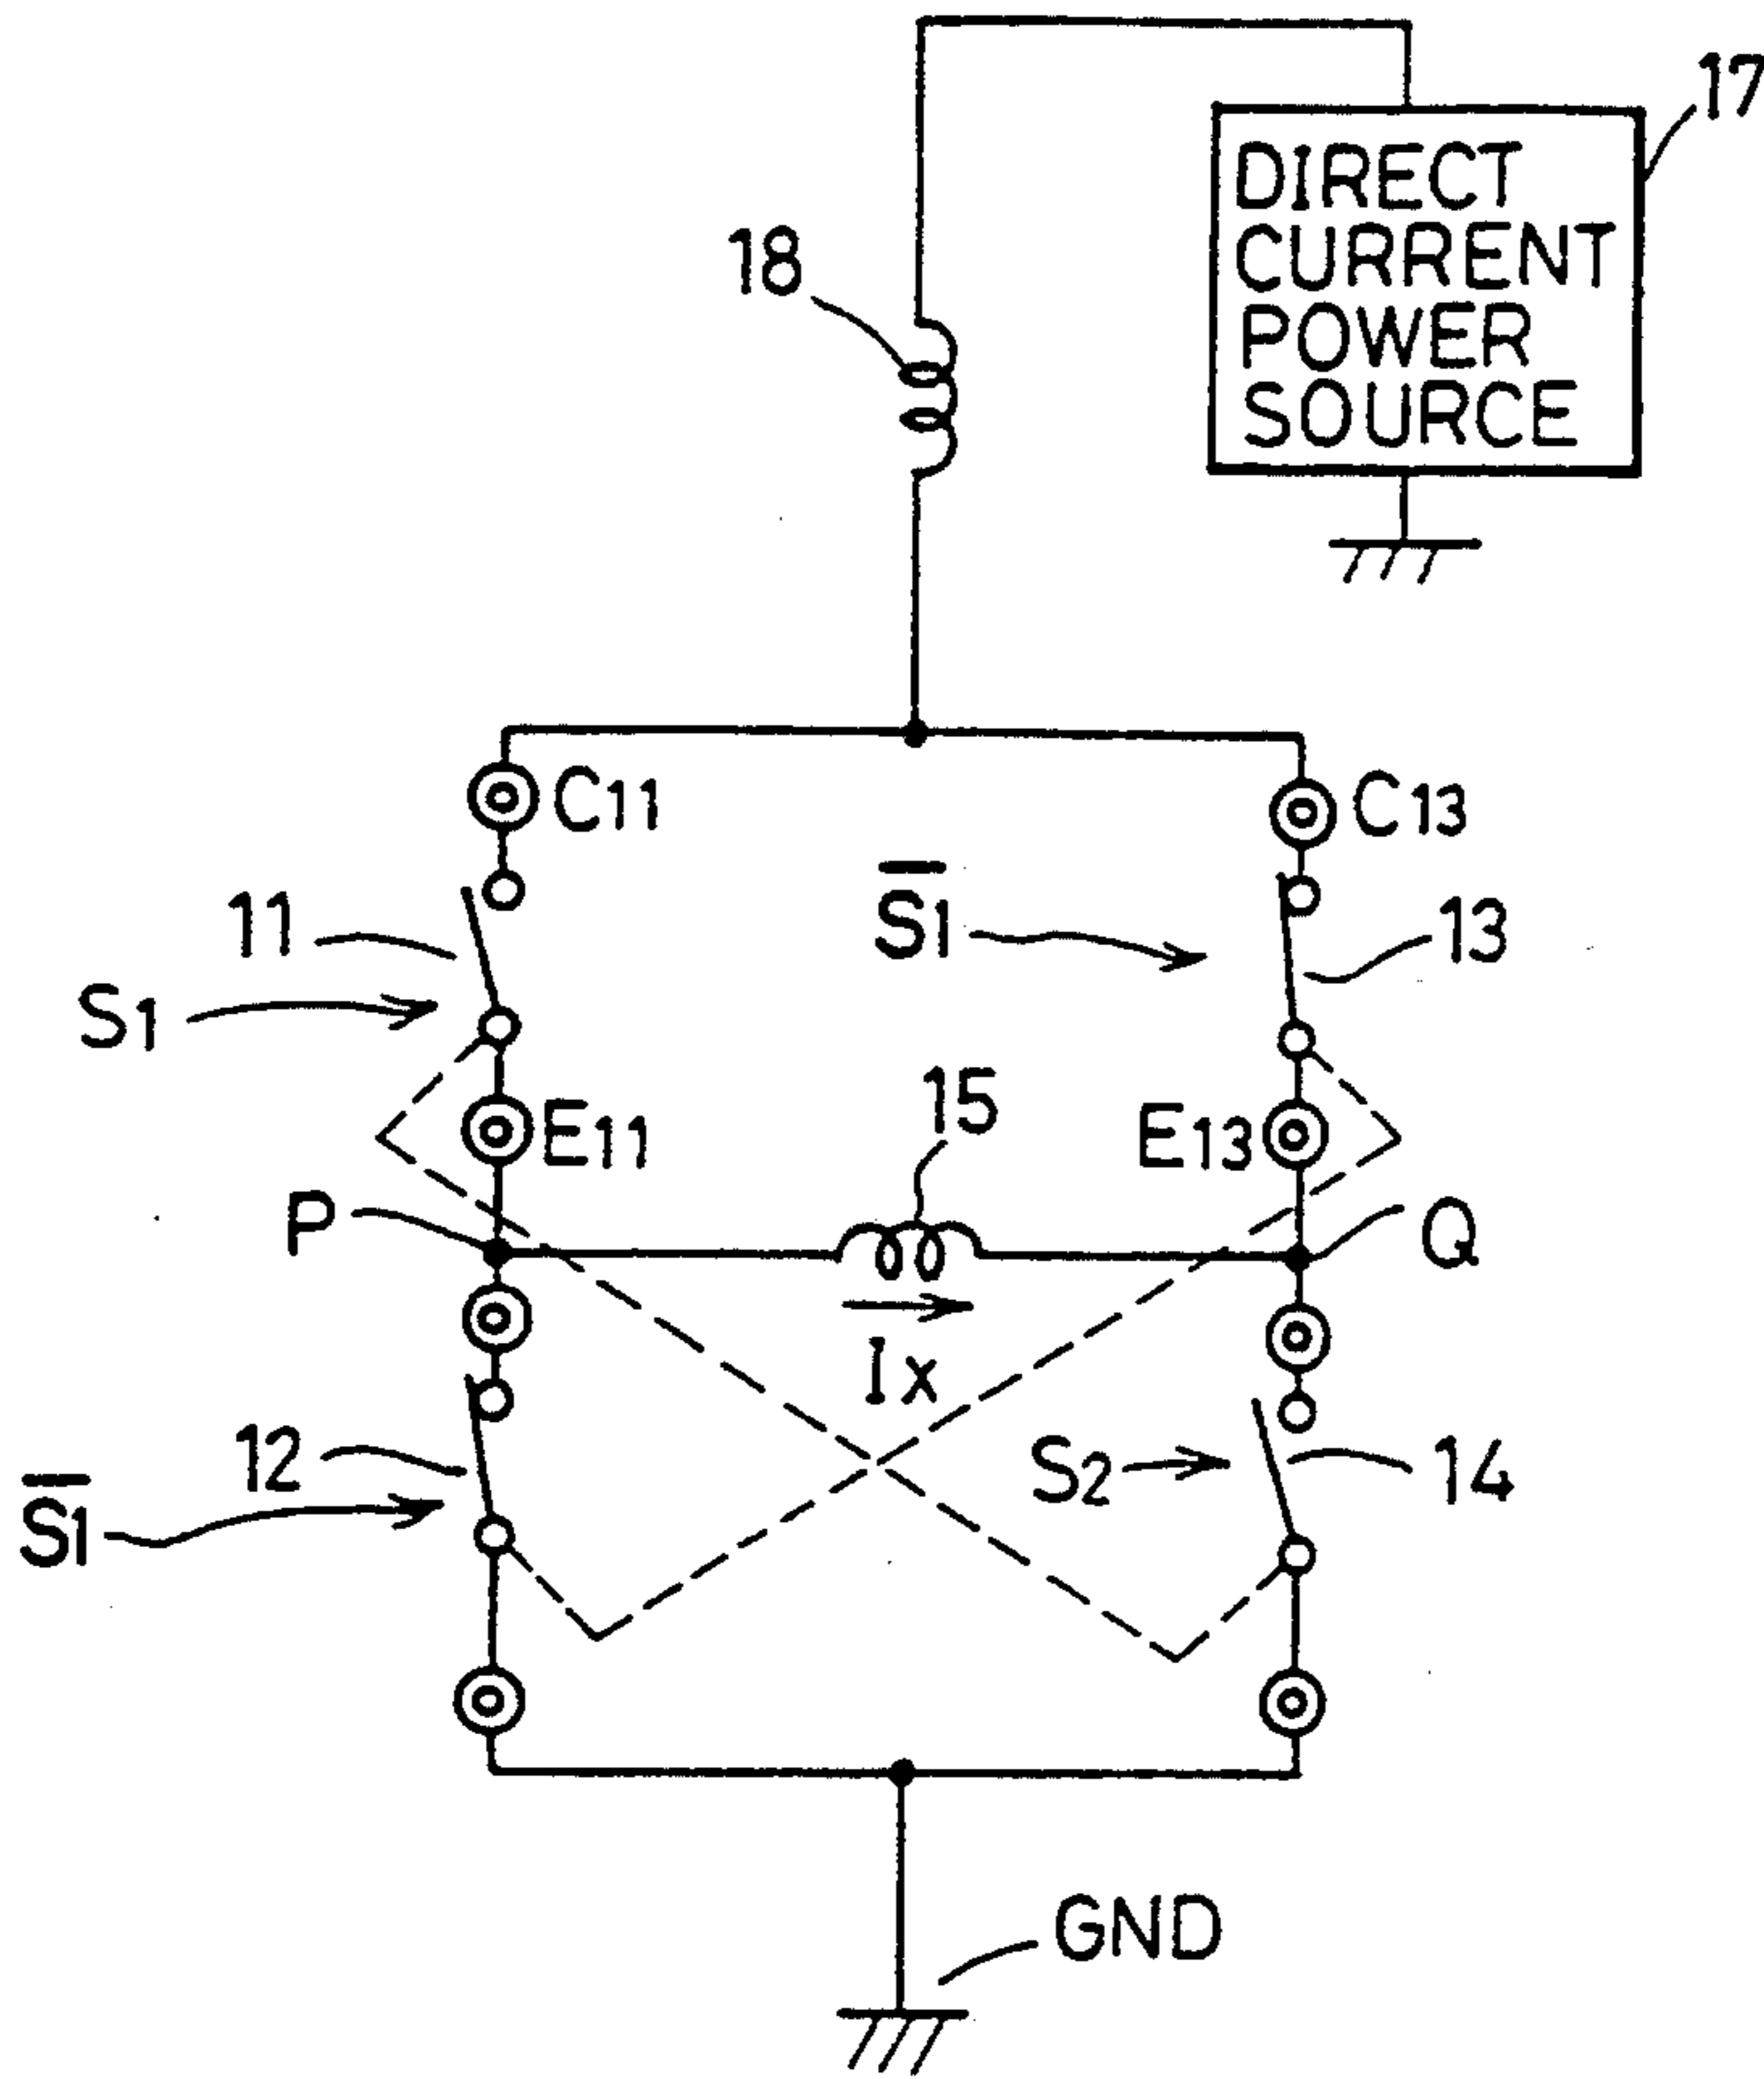 17
DIRECT
CURRENT
POWER
SOURCE
18
C11
C13
11
S̅1̅
13
S1
E11
15
E13
P
Q
Ix
12
S2
14
S̅1̅
GND